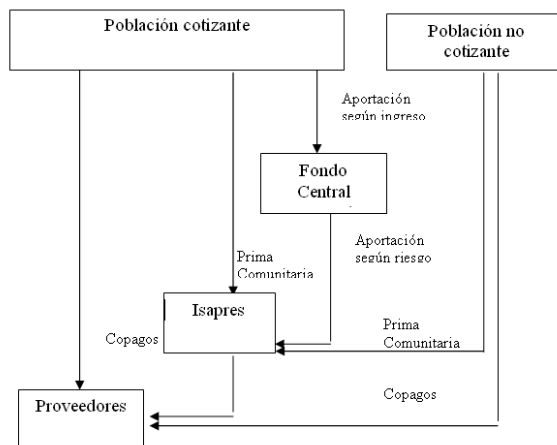 Población cotizante
Población no
cotizante
Aportación
según ingreso
Fondo
Central
Aportación
según riesgo
Prima
Comunitaria
Isapres
Copagos
Prima
Comunitaria
Copagos
Proveedores